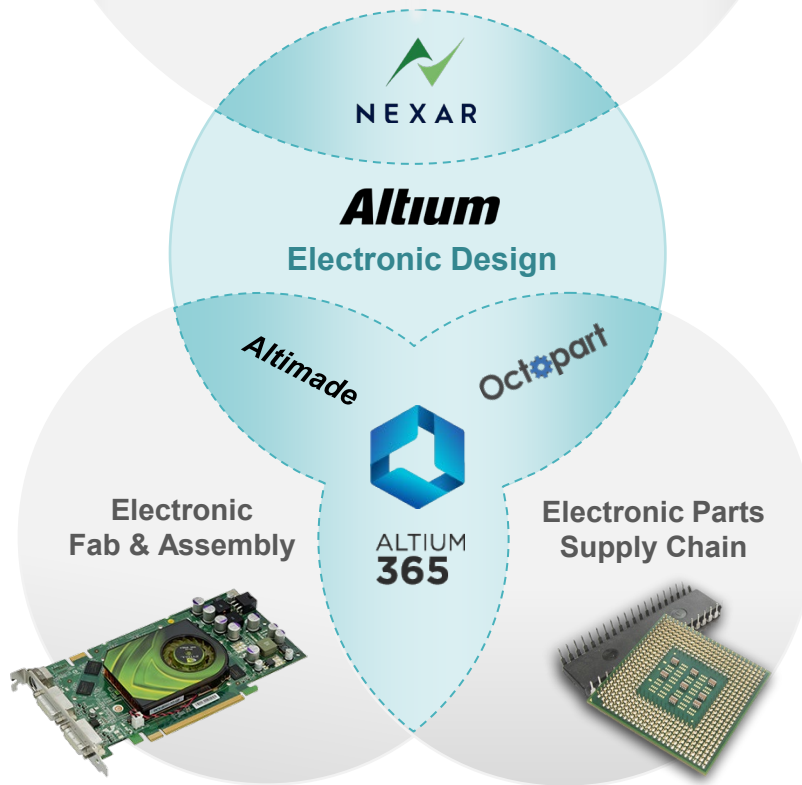 NEXAR
Altium
Electronic Design
Altimade
Octopart
ALTIUM
365
Electronic
Fab & Assembly
Electronic Parts
Supply Chain